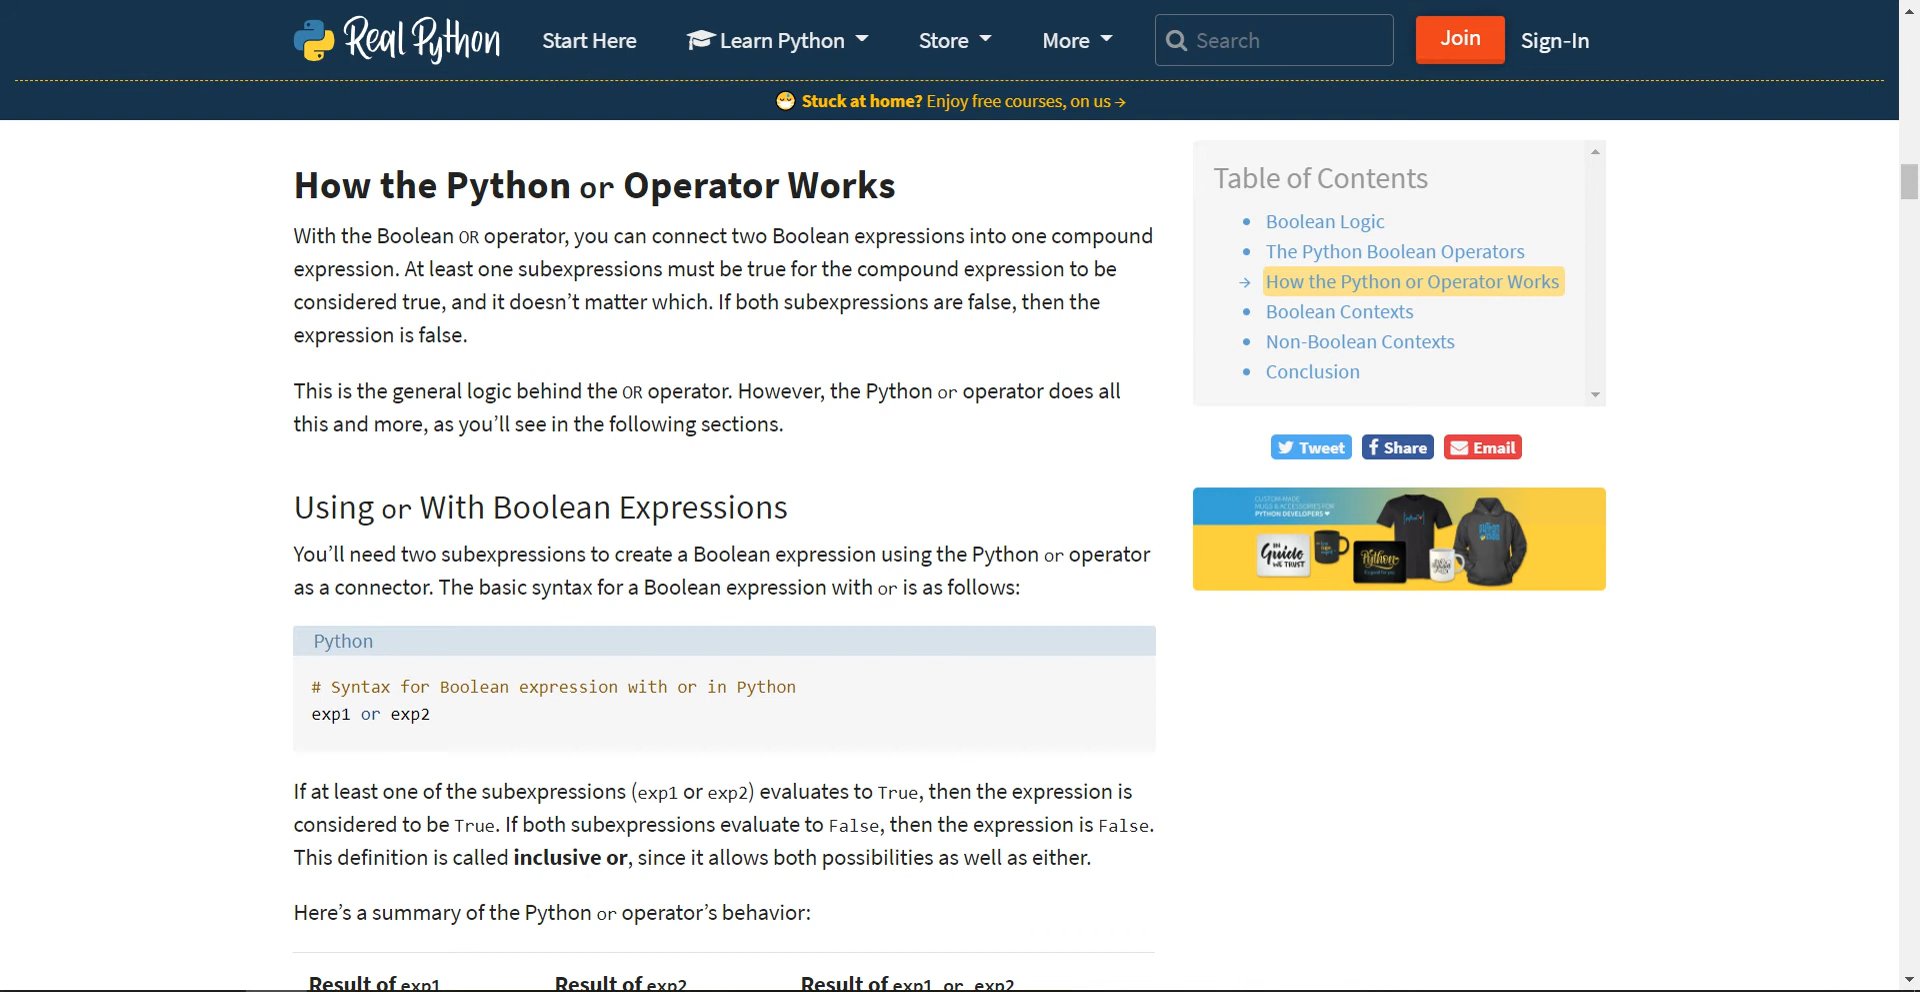 Real Python
Start Here
Learn Python
Store
More
Search
Join
Sign-In
Stuck at home? Enjoy free courses, on us →
How the Python or Operator Works
With the Boolean OR operator, you can connect two Boolean expressions into one compound
expression. At least one subexpressions must be true for the compound expression to be
considered true, and it doesn’t matter which. If both subexpressions are false, then the
expression is false.
This is the general logic behind the OR operator. However, the Python or operator does all
this and more, as you’ll see in the following sections.
Using or With Boolean Expressions
You’ll need two subexpressions to create a Boolean expression using the Python or operator
as a connector. The basic syntax for a Boolean expression with or is as follows:
Python
# Syntax for Boolean expression with or in Python
exp1 or exp2
If at least one of the subexpressions (exp1 or exp2) evaluates to True, then the expression is
considered to be True. If both subexpressions evaluate to False, then the expression is False.
This definition is called inclusive or, since it allows both possibilities as well as either.
Here’s a summary of the Python or operator’s behavior:
Result of exp1
Result of exp2
Result of exp1 or exp2
Table of Contents
Boolean Logic
The Python Boolean Operators
→ How the Python or Operator Works
Boolean Contexts
Non-Boolean Contexts
Conclusion
Tweet
Share
Email
CUSTOM-MADE
MUGS & ACCESSORIES FOR
PYTHON DEVELOPERS ♥
IN
Guido
WE TRUST
Python